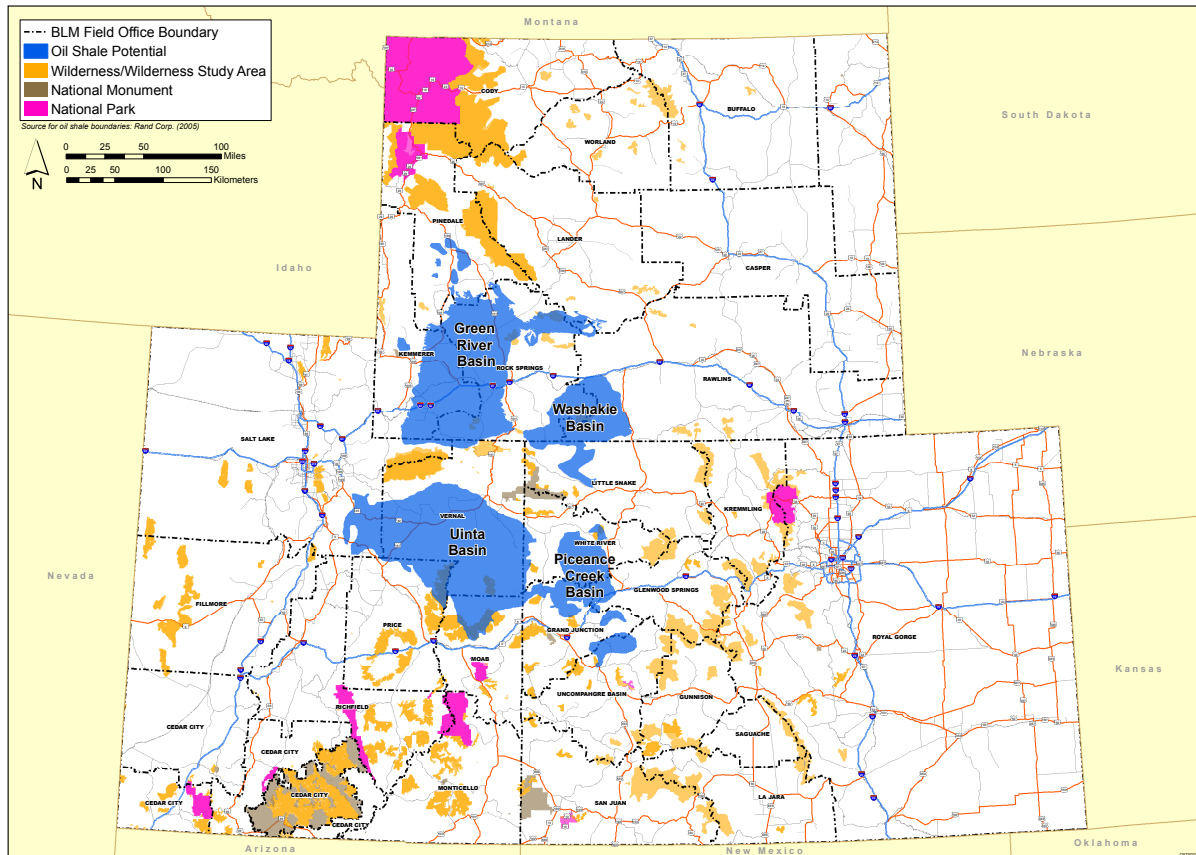 Montana
BLM Field Office Boundary
Oil Shale Potential
Wilderness/Wilderness Study Area
National Monument
National Park
Source for oil shale boundaries: Rand Corp. (2005)
0 25 50 100
Miles
0 25 50 100 150
Kilometers
N
CODY
BUFFALO
South Dakota
WORLAND
PINEDALE
LANDER
Idaho
CASPER
Green
River
Basin
KEMMERER
ROCK SPRINGS
Nebraska
RAWLINS
Washakie
Basin
SALT LAKE
LITTLE SNAKE
KREMMLING
VERNAL
Uinta
Basin
WHITE RIVER
Piceance
Creek
Basin
Nevada
GLENWOOD SPRINGS
FILLMORE
PRICE
GRAND JUNCTION
ROYAL GORGE
MOAB
Kansas
UNCOMPAHGRE BASIN
GUNNISON
RICHFIELD
CEDAR CITY
SAGUACHE
CEDAR CITY
MONTICELLO
CEDAR CITY
CEDAR CITY
SAN JUAN
LA JARA
CEDAR CITY
Arizona
New Mexico
Oklahoma